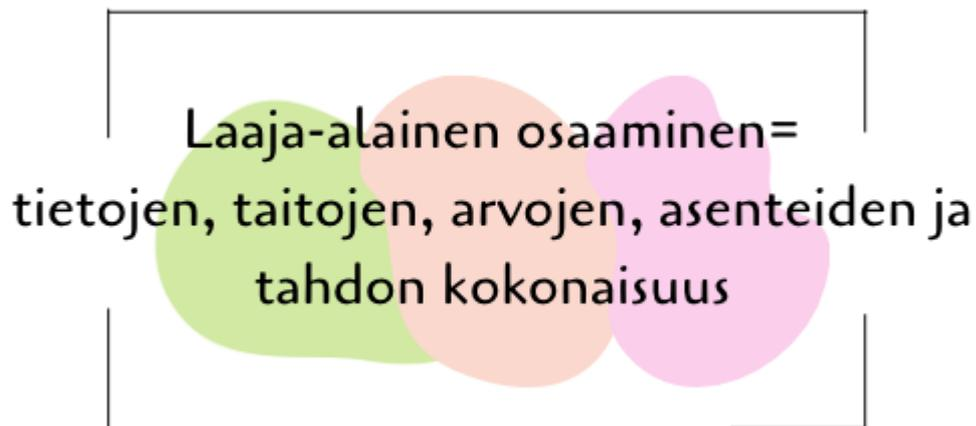 Laaja-alainen osaaminen=
tietojen, taitojen, arvojen, asenteiden ja
tahdon kokonaisuus